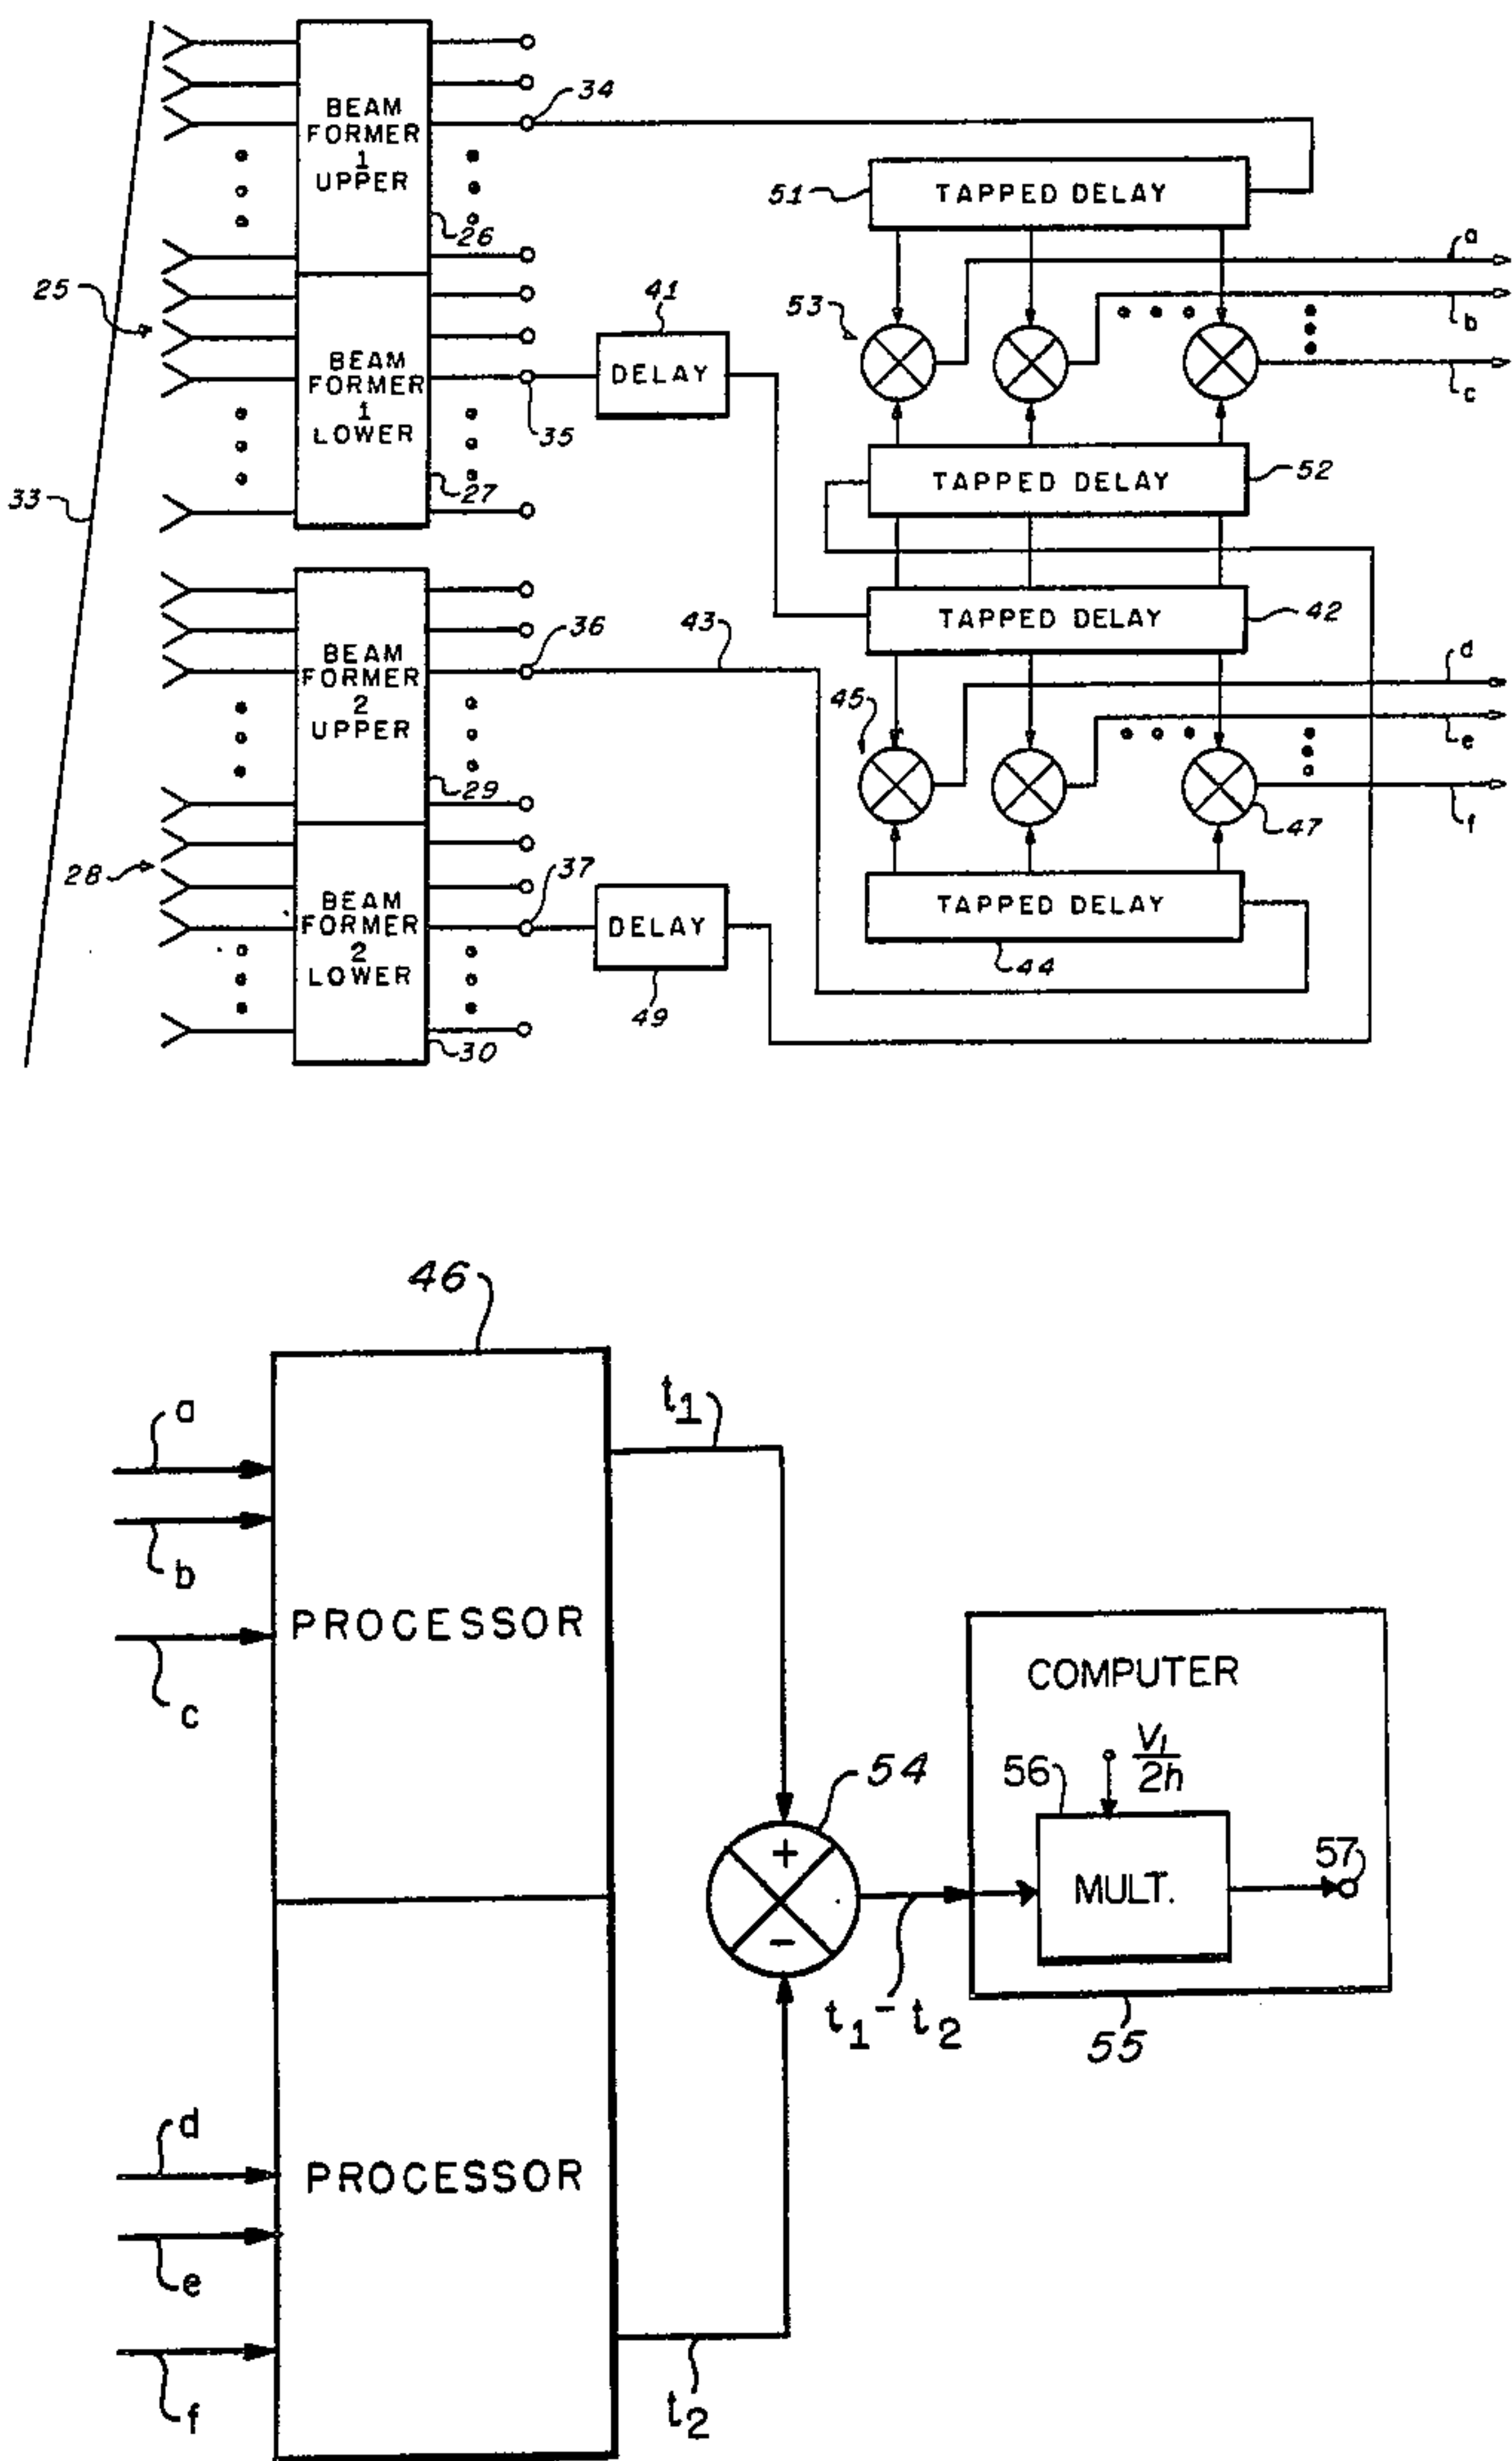 BEAM
FORMER
1
UPPER
26
34
51
TAPPED DELAY
a
b
53
c
25
BEAM
FORMER
1
LOWER
27
35
41
DELAY
TAPPED DELAY
52
33
TAPPED DELAY
42
BEAM
FORMER
2
UPPER
29
36
43
d
e
45
47
f
28
BEAM
FORMER
2
LOWER
30
37
DELAY
49
TAPPED DELAY
44
46
a
b
c
PROCESSOR
t1
54
+
-
t1-t2
COMPUTER
56
V1/2h
MULT.
57
55
d
e
f
PROCESSOR
t2